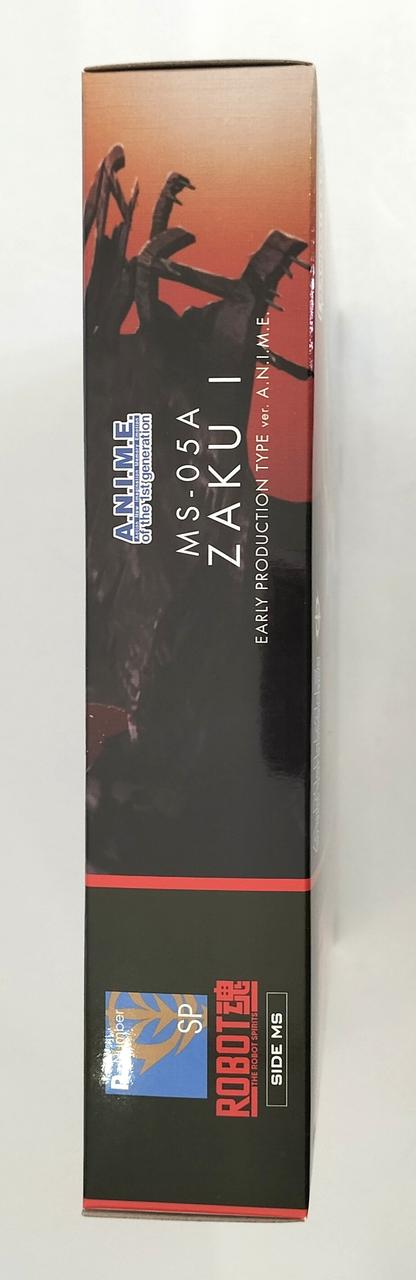 A.N.I.M.E.
of the 1st generation
MS-05A
ZAKU I
EARLY PRODUCTION TYPE ver. A.N.I.M.E.
Number
SP
ROBOT魂
THE ROBOT SPIRITS
SIDE MS